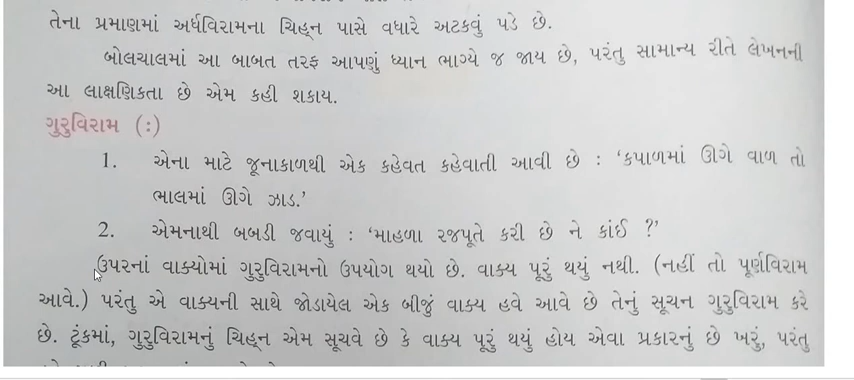 તેના પ્રમાણમાં અર્ધવિરામના ચિહ્ન પાસે વધારે અટકવું પડે છે.
બોલચાલમાં આ બાબત તરફ આપણું ધ્યાન ભાગ્યે જ જાય છે, પરંતુ સામાન્ય રીતે લેખનની
આ લાક્ષણિકતા છે એમ કહી શકાય.
ગુરુવિરામ (:)
1. એના માટે જૂનાકાળથી એક કહેવત કહેવાતી આવી છે : ‘કપાળમાં ઊગે વાળ તો
ભાલમાં ઊગે ઝાડ.’
2. એમનાથી બબડી જવાયું : ‘માહળા રજપૂતે કરી છે ને કાંઈ ?’
ઉપરનાં વાક્યોમાં ગુરુવિરામનો ઉપયોગ થયો છે. વાક્ય પૂરું થયું નથી. (નહીં તો પૂર્ણવિરામ
આવે.) પરંતુ એ વાક્યની સાથે જોડાયેલ એક બીજું વાક્ય હવે આવે છે તેનું સૂચન ગુરુવિરામ કરે
છે. ટૂંકમાં, ગુરુવિરામનું ચિહ્ન એમ સૂચવે છે કે વાક્ય પૂરું થયું હોય એવા પ્રકારનું છે ખરું, પરંતુ